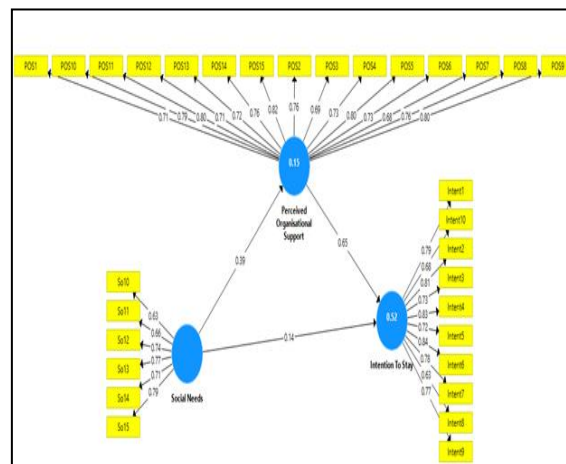 POS1 POS10 POS11 POS12 POS13 POS14 POS15 POS2 POS3 POS4 POS5 POS6 POS7 POS8 POS9
0.71 0.79 0.80 0.71 0.72 0.76 0.82 0.76 0.69 0.73 0.80 0.73 0.68 0.76 0.80
0.15
Perceived
Organisational
Support
0.39
0.65
Intent1
Intent10
Intent2
Intent3
Intent4
Intent5
Intent6
Intent7
Intent8
Intent9
0.79
0.68
0.81
0.73
0.83
0.72
0.84
0.78
0.63
0.77
0.52
Intention To Stay
0.14
So10
So11
So12
So13
So14
So15
0.63
0.66
0.74
0.77
0.71
0.79
Social Needs